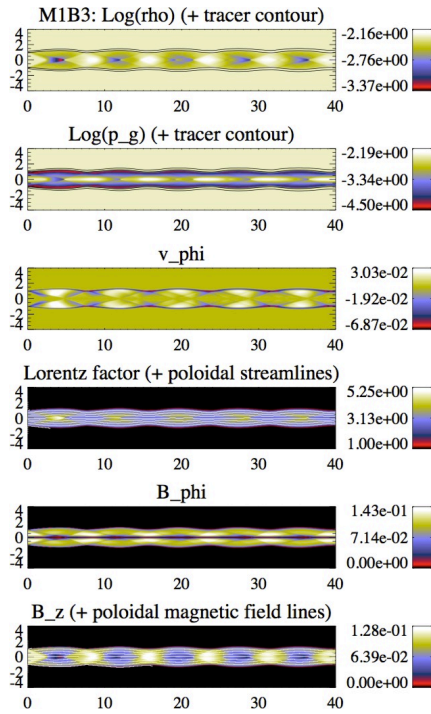 M1B3: Log(rho) (+ tracer contour)
4 2 0 -2 -4
-2.16e+00
-2.76e+00
-3.37e+00
0 10 20 30 40
Log(p_g) (+ tracer contour)
4 2 0 -2 -4
-2.19e+00
-3.34e+00
-4.50e+00
0 10 20 30 40
v_phi
4 2 0 -2 -4
3.03e-02
-1.92e-02
-6.87e-02
0 10 20 30 40
Lorentz factor (+ poloidal streamlines)
4 2 0 -2 -4
5.25e+00
3.13e+00
1.00e+00
0 10 20 30 40
B_phi
4 2 0 -2 -4
1.43e-01
7.14e-02
0.00e+00
0 10 20 30 40
B_z (+ poloidal magnetic field lines)
4 2 0 -2 -4
1.28e-01
6.39e-02
0.00e+00
0 10 20 30 40